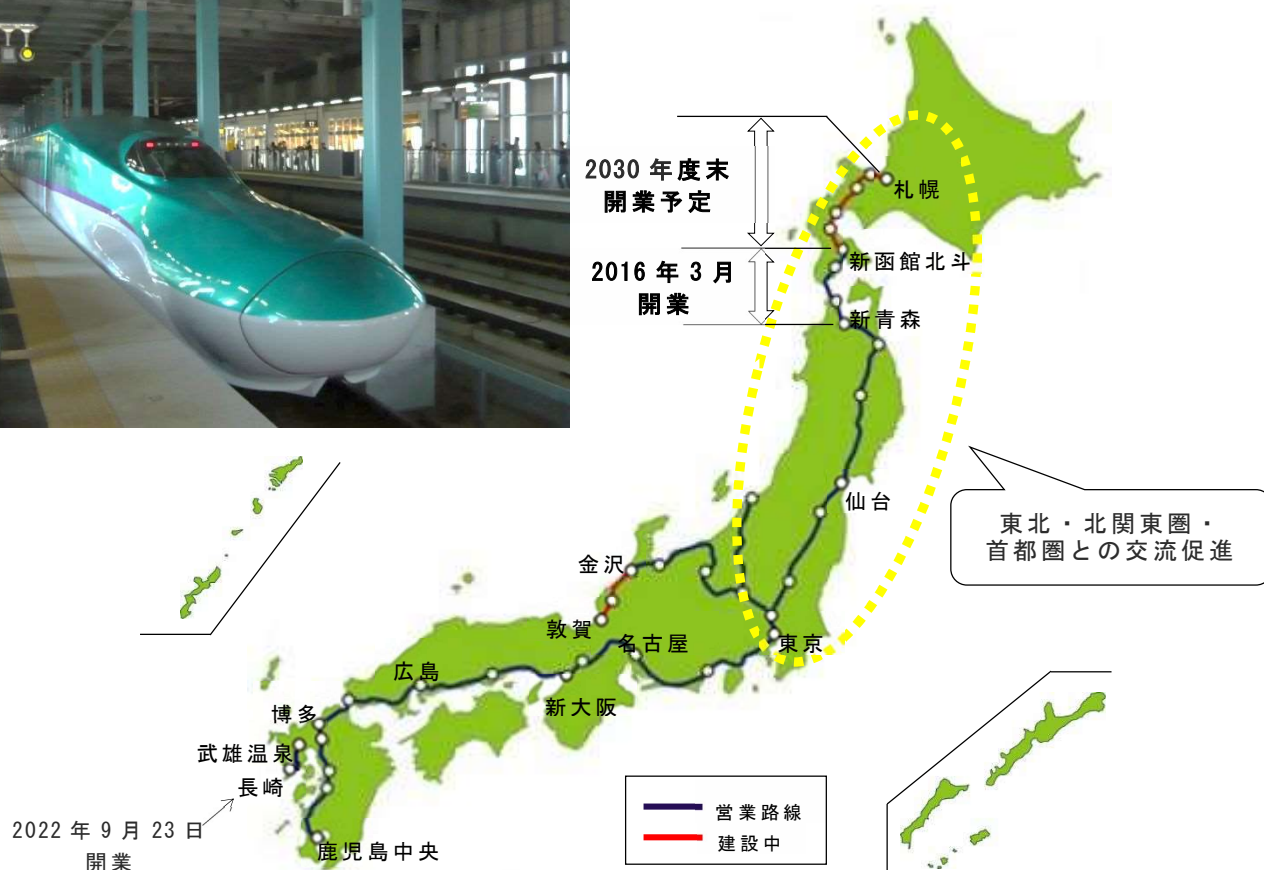 2030 年度末
開業予定
札幌
新函館北斗
2016 年 3 月
開業
新青森
仙台
東北・北関東圏・
首都圏との交流促進
金沢
敦賀
名古屋
東京
広島
新大阪
博多
武雄温泉
長崎
2022 年 9 月 23 日
開業
鹿児島中央
営業路線
建設中